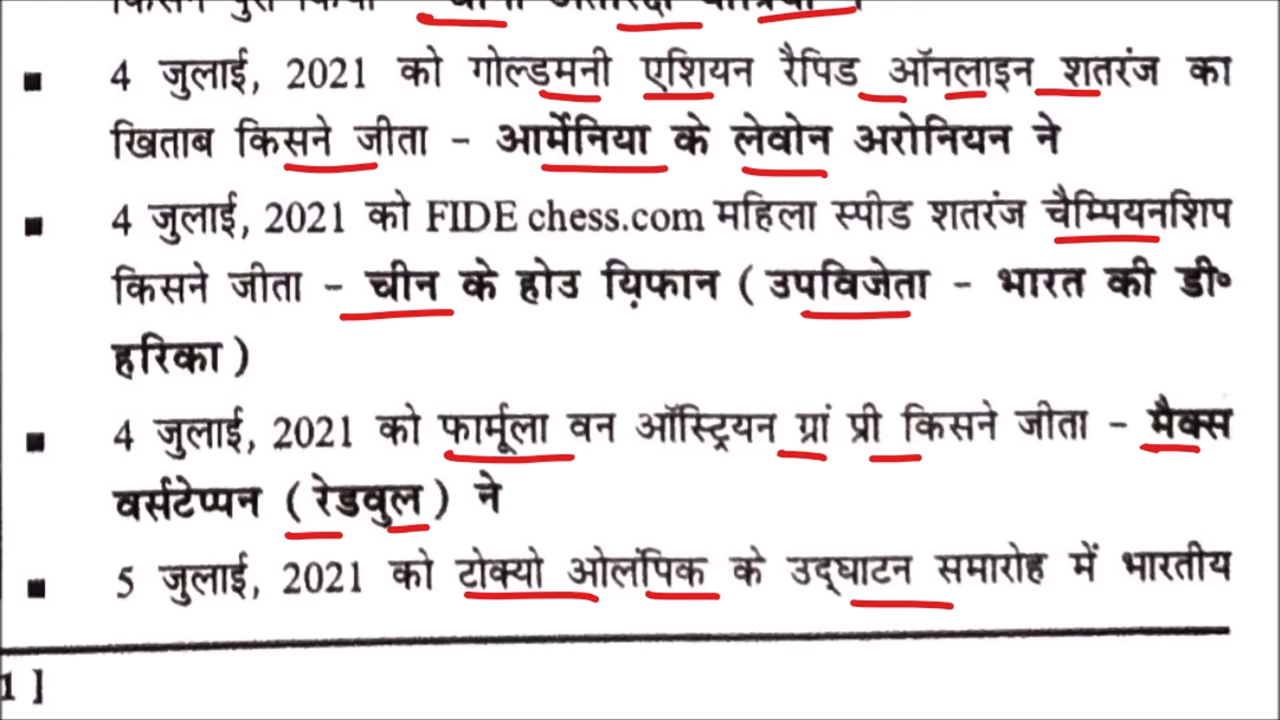 4 जुलाई, 2021 को गोल्डमनी एशियन रैपिड ऑनलाइन शतरंज का
खिताब किसने जीता - आर्मेनिया के लेवोन अरोनियन ने
4 जुलाई, 2021 को FIDE chess.com महिला स्पीड शतरंज चैम्पियनशिप
किसने जीता - चीन के होउ य़िफान ( उपविजेता - भारत की डी॰
हरिका )
4 जुलाई, 2021 को फार्मूला वन ऑस्ट्रियन ग्रां प्री किसने जीता - मैक्स
वर्सटेप्पन ( रेडवुल ) ने
5 जुलाई, 2021 को टोक्यो ओलंपिक के उद्‌घाटन समारोह में भारतीय
1 ]